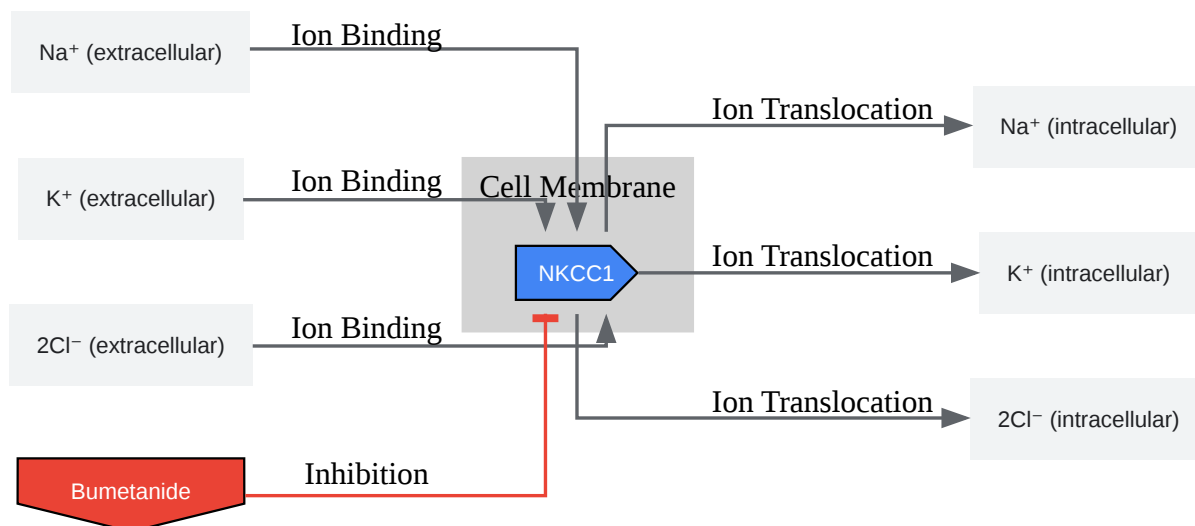 Na⁺ (extracellular)
Ion Binding
Ion Translocation
Na⁺ (intracellular)
K⁺ (extracellular)
Ion Binding
Cell Membrane
NKCC1
Ion Translocation
K⁺ (intracellular)
2Cl⁻ (extracellular)
Ion Binding
Ion Translocation
2Cl⁻ (intracellular)
Bumetanide
Inhibition